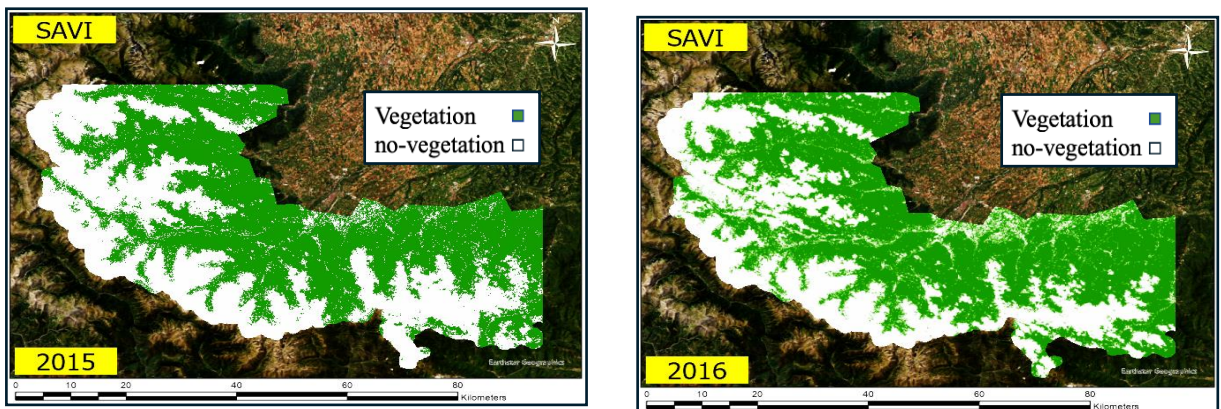 SAVI
Vegetation
no-vegetation
Earthstar Geographics
2015
0 10 20 40 60 80
Kilometers
SAVI
Vegetation
no-vegetation
Earthstar Geographics
2016
0 10 20 40 60 80
Kilometers